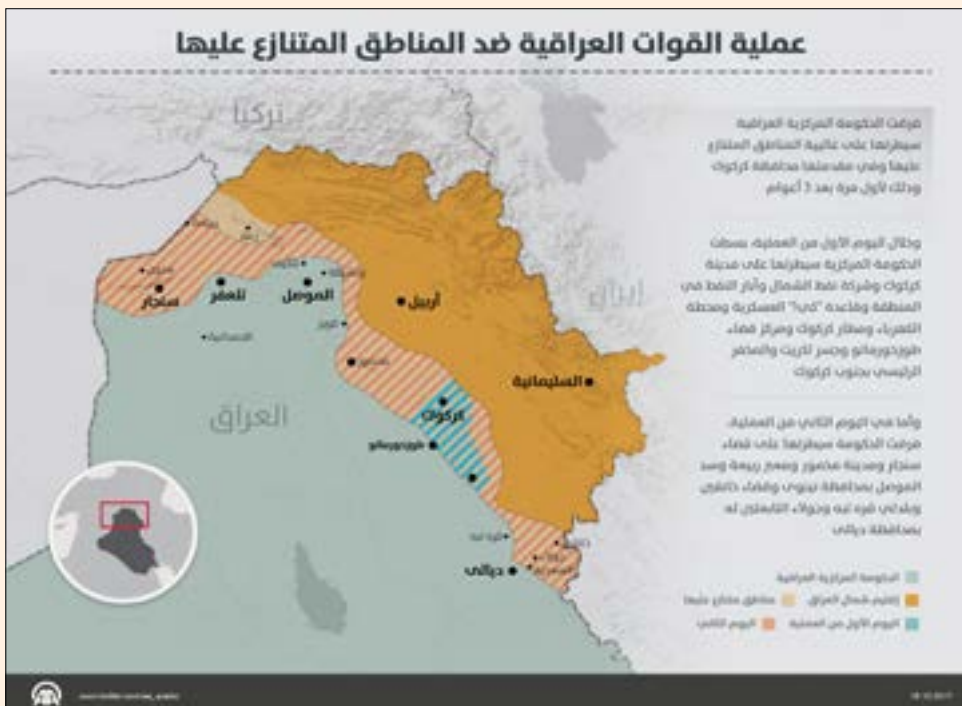 عملية القوات العراقية ضد المناطق المتنازع عليها
فرضت الحكومة المركزية العراقية
سيطرتها على غالبية المناطق المتنازع
عليها وفي مقدمتها محافظة كركوك
وذلك لأول مرة بعد 3 أعوام
وخلال اليوم الأول من العملية، بسطت
الحكومة المركزية سيطرتها على مدينة
كركوك وشركة نفط الشمال وآبار النفط في
المنطقة وقاعدة "كي1" العسكرية ومحطة
الكهرباء ومطار كركوك ومركز قضاء
طوزخورماتو وجسر تكريت والمخفر
الرئيسي بجنوب كركوك
وأما في اليوم الثاني من العملية،
فرضت الحكومة سيطرتها على قضاء
سنجار ومدينة مخمور ومعبر ربيعة وسد
الموصل بمحافظة نينوى وقضاء خانقين
وبلدتي قره تبه وجلولاء التابعتين له
بمحافظة ديالى
الحكومة المركزية العراقية
إقليم شمال العراق
مناطق متنازع عليها
اليوم الأول من العملية
اليوم الثاني
تركيا
إيران
العراق
سنجار
تلعفر
الموصل
أربيل
السليمانية
كركوك
طوزخورماتو
قره تبه
ديالى